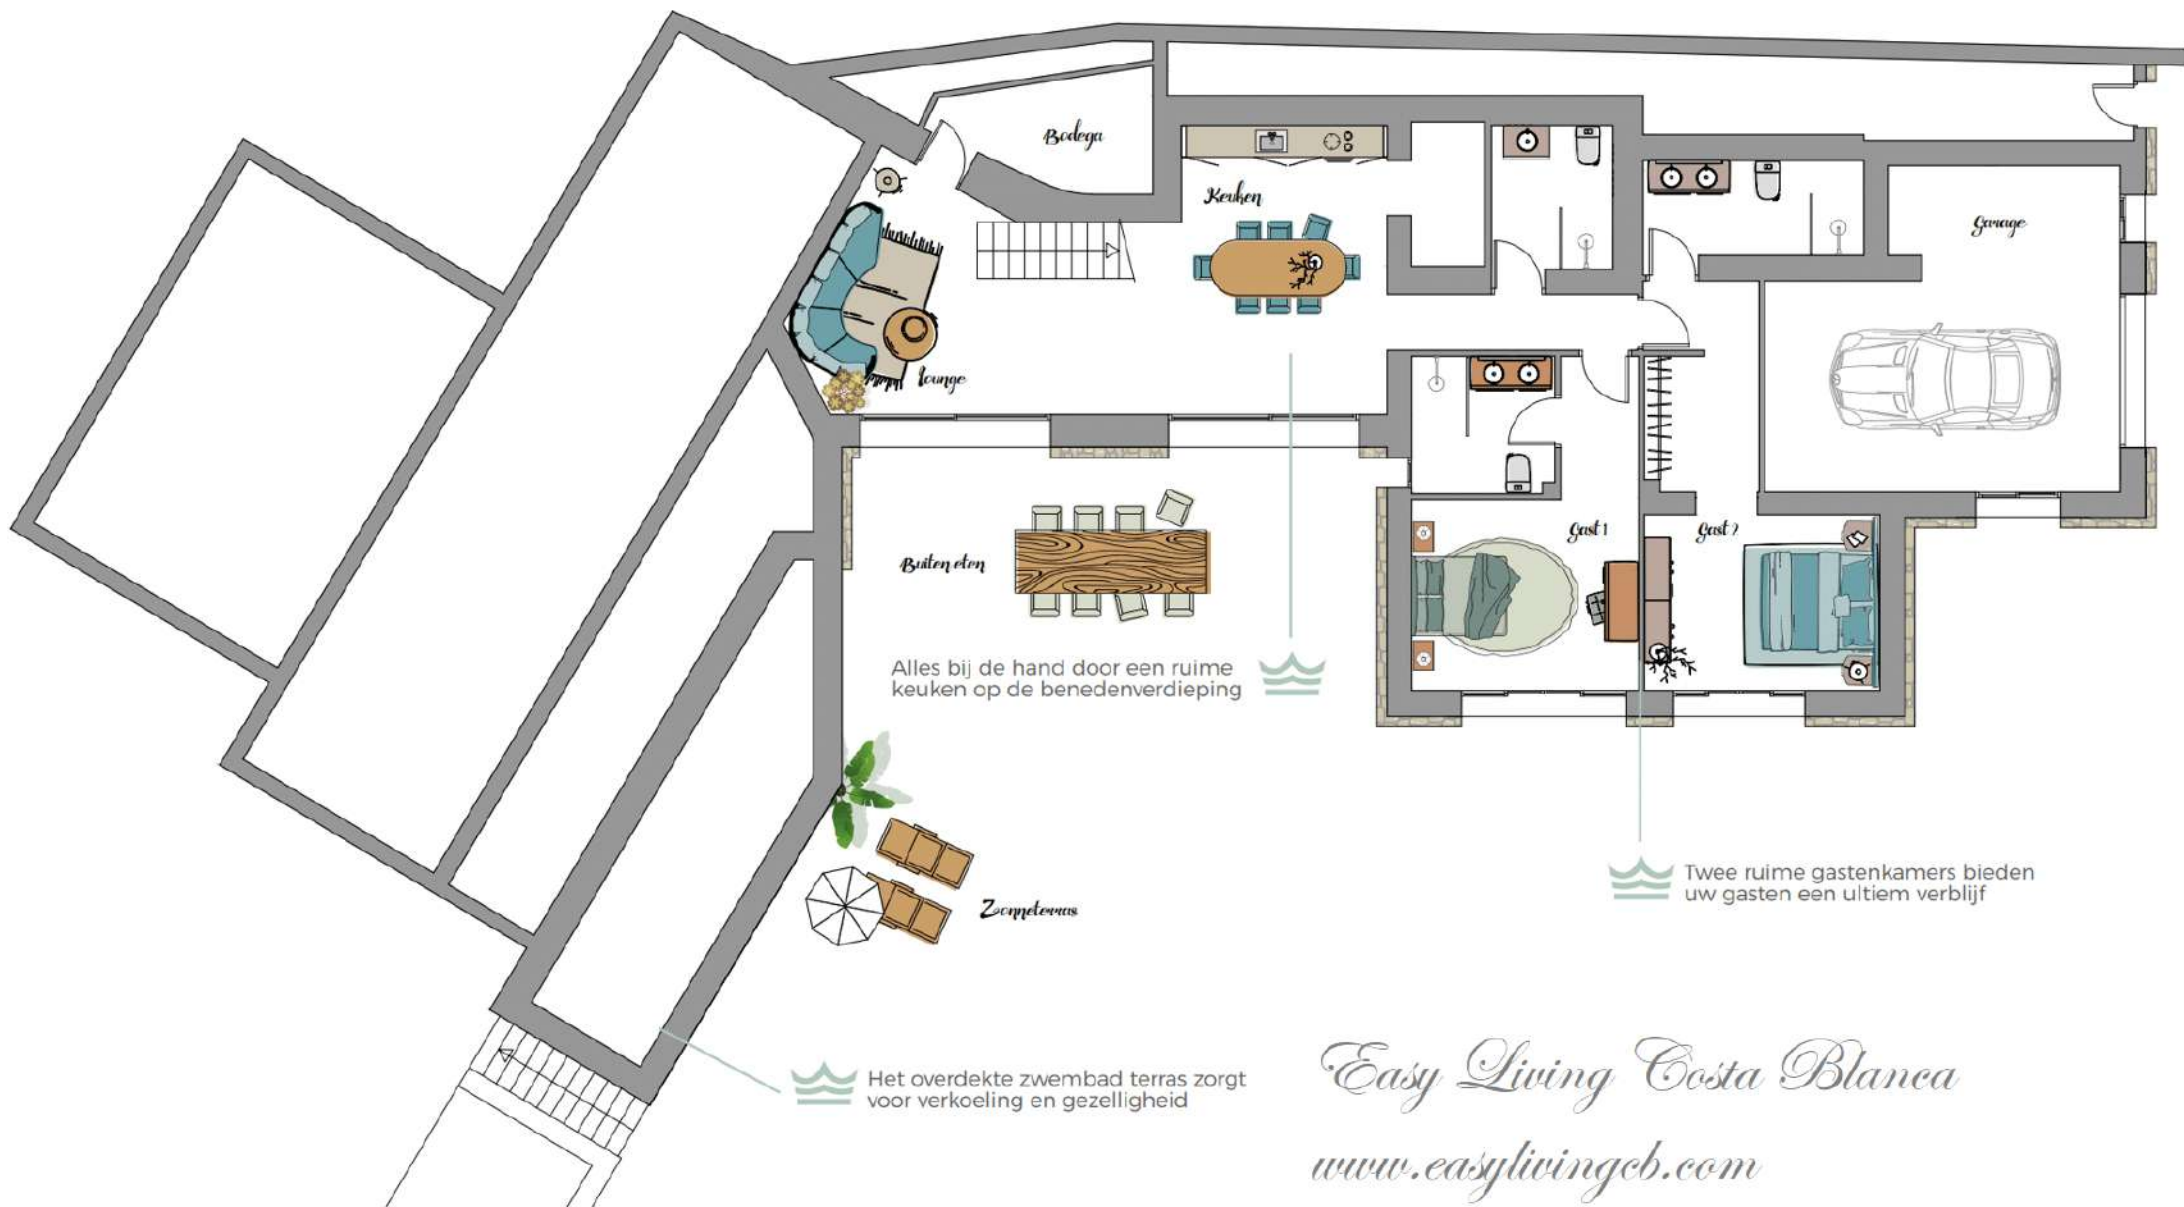 Bodega
Keuken
Garage
lounge
Gast 1
Gast 2
Buiten eten
Alles bij de hand door een ruime
keuken op de benedenverdieping
Twee ruime gastenkamers bieden
uw gasten een ultiem verblijf
Zonneterras
Het overdekte zwembad terras zorgt
voor verkoeling en gezelligheid
Easy Living Costa Blanca
www.easylivingcb.com